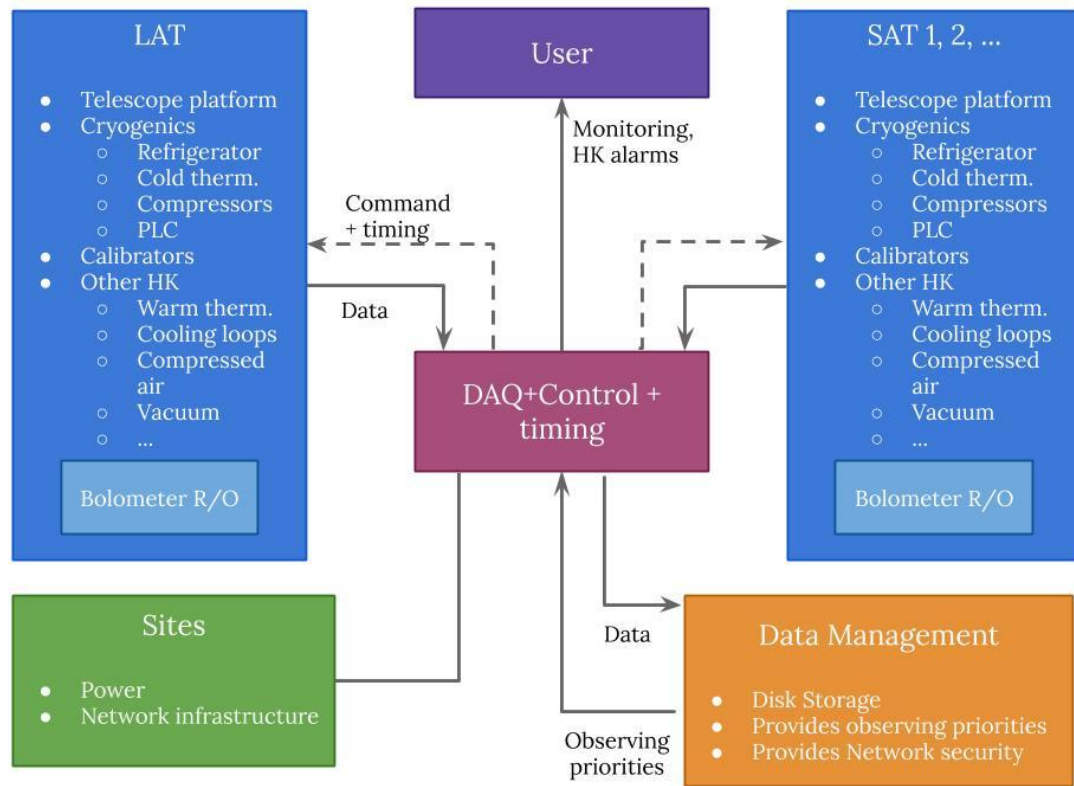 LAT
● Telescope platform
● Cryogenics
○ Refrigerator
○ Cold therm.
○ Compressors
○ PLC
● Calibrators
● Other HK
○ Warm therm.
○ Cooling loops
○ Compressed
air
○ Vacuum
○ ...
Bolometer R/O
User
Monitoring,
HK alarms
Command
+ timing
Data
DAQ+Control +
timing
SAT 1, 2, ...
● Telescope platform
● Cryogenics
○ Refrigerator
○ Cold therm.
○ Compressors
○ PLC
● Calibrators
● Other HK
○ Warm therm.
○ Cooling loops
○ Compressed
air
○ Vacuum
○ ...
Bolometer R/O
Sites
● Power
● Network infrastructure
Data
Observing
priorities
Data Management
● Disk Storage
● Provides observing priorities
● Provides Network security